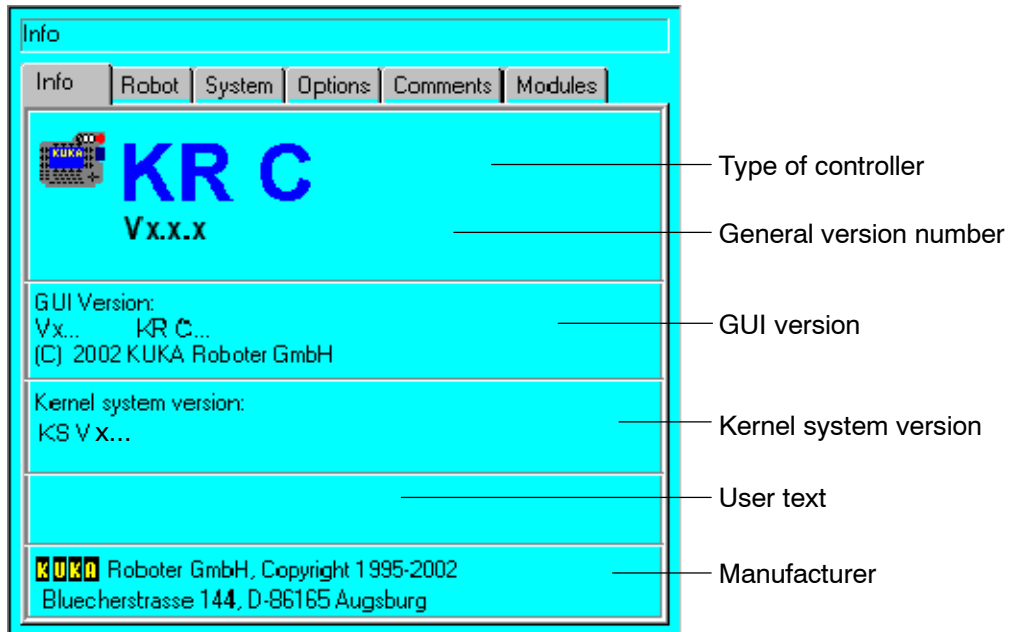 Info
Info Robot System Options Comments Modules
KUKA
KR C
Type of controller
Vx.x.x
General version number
GUI Version:
Vx... KR C...
(C) 2002 KUKA Roboter GmbH
GUI version
Kernel system version:
KS V x...
Kernel system version
User text
KUKA Roboter GmbH, Copyright 1995-2002
Bluecherstrasse 144, D-86165 Augsburg
Manufacturer